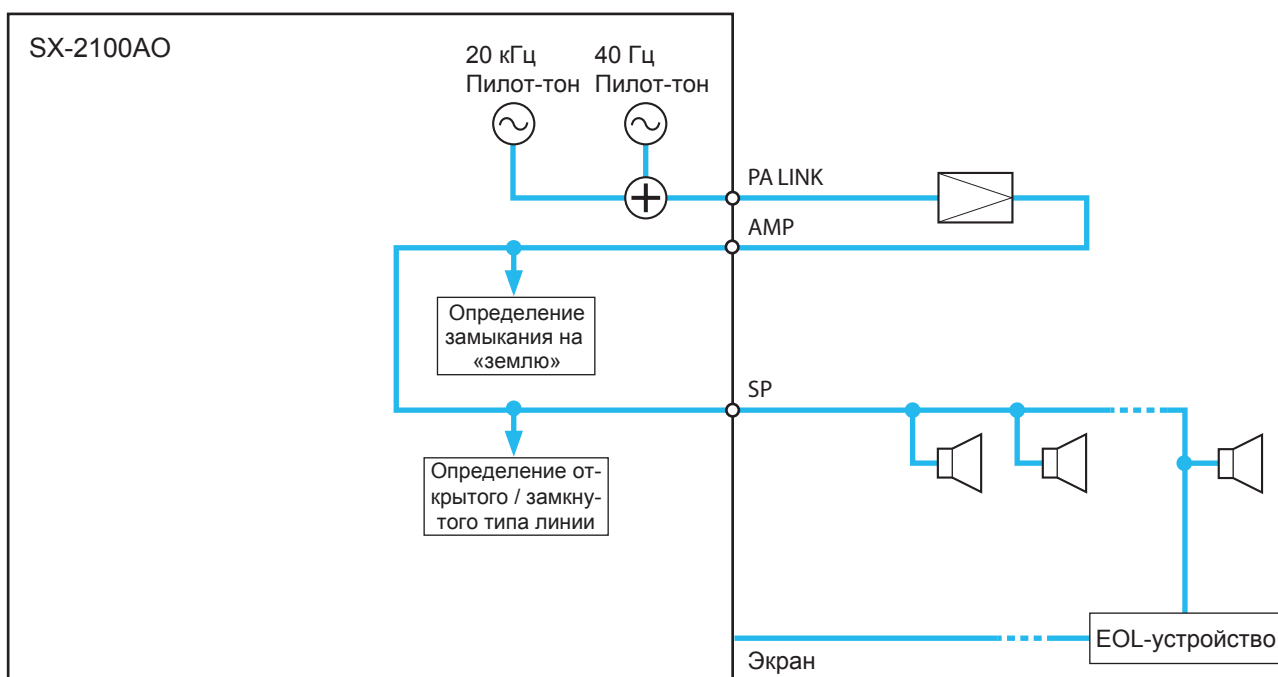 SX-2100AO
20 кГц
Пилот-тон
40 Гц
Пилот-тон
PA LINK
AMP
Определение
замыкания на
«землю»
SP
Определение от-
крытого / замкну-
того типа линии
EOL-устройство
Экран